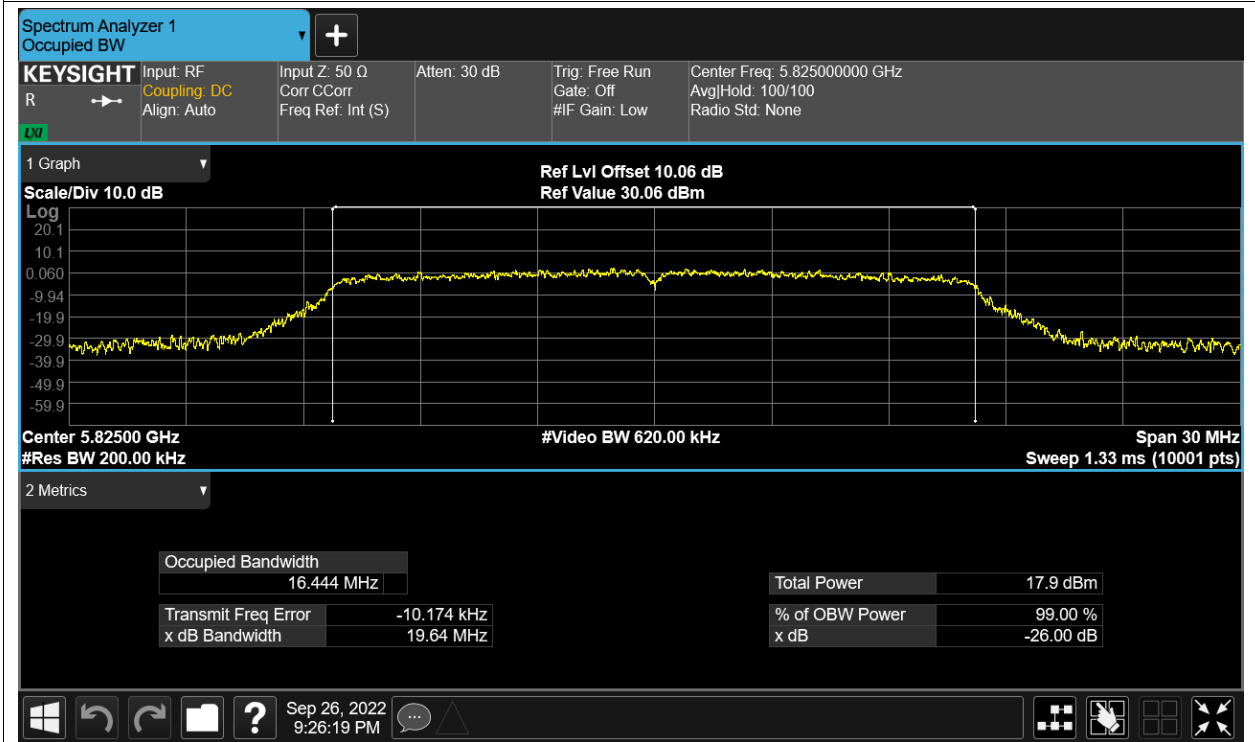 Spectrum Analyzer 1
Occupied BW
KEYSIGHT
R
LXI
Input: RF
Coupling: DC
Align: Auto
Input Z: 50 Ω
Corr CCorr
Freq Ref: Int (S)
Atten: 30 dB
Trig: Free Run
Gate: Off
#IF Gain: Low
Center Freq: 5.825000000 GHz
Avg|Hold: 100/100
Radio Std: None
1 Graph
Scale/Div 10.0 dB
Ref Lvl Offset 10.06 dB
Ref Value 30.06 dBm
Log
20.1
10.1
0.060
-9.94
-19.9
-29.9
-39.9
-49.9
-59.9
Center 5.82500 GHz
#Res BW 200.00 kHz
#Video BW 620.00 kHz
Span 30 MHz
Sweep 1.33 ms (10001 pts)
2 Metrics
Occupied Bandwidth
16.444 MHz
Transmit Freq Error -10.174 kHz
x dB Bandwidth 19.64 MHz
Total Power 17.9 dBm
% of OBW Power 99.00 %
x dB -26.00 dB
?
Sep 26, 2022
9:26:19 PM